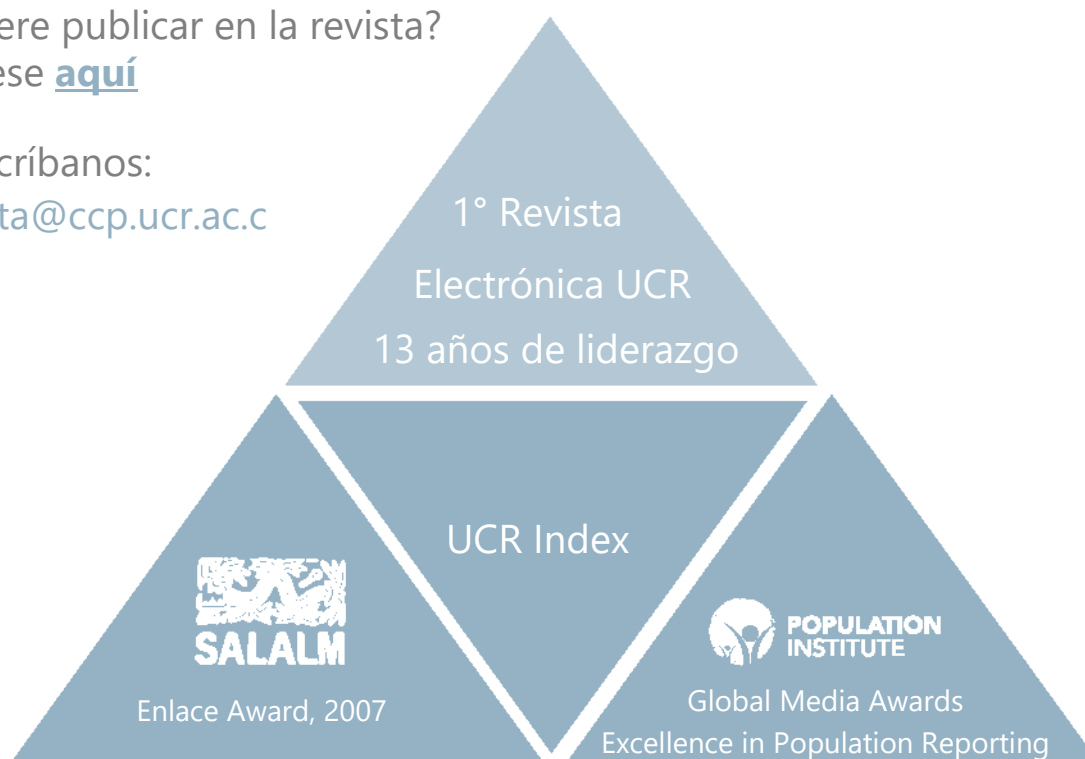 ere publicar en la revista?
ese aquí
críbanos:
ta@ccp.ucr.ac.c
1° Revista
Electrónica UCR
13 años de liderazgo
UCR Index
SALALM
Enlace Award, 2007
POPULATION
INSTITUTE
Global Media Awards
Excellence in Population Reporting